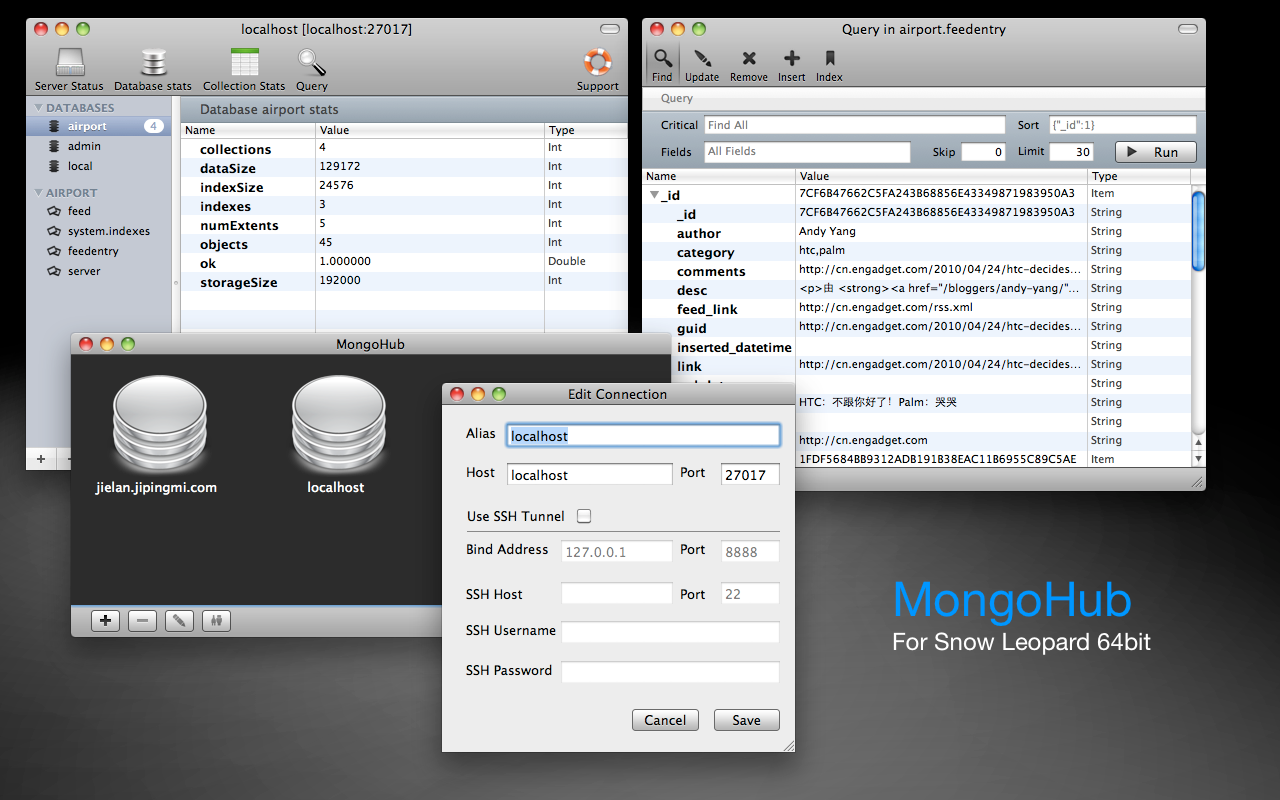 localhost [localhost:27017]
Server Status Database stats Collection Stats Query Support
DATABASES
airport 4
admin
local
AIRPORT
feed
system.indexes
feedentry
server
Database airport stats
Name Value Type
collections 4 Int
dataSize 129172 Int
indexSize 24576 Int
indexes 3 Int
numExtents 5 Int
objects 45 Int
ok 1.000000 Double
storageSize 192000 Int
Query in airport.feedentry
Find Update Remove Insert Index
Query
Critical Find All Sort {"_id":1}
Fields All Fields Skip 0 Limit 30 Run
Name Value Type
_id 7CF6B47662C5FA243B68856E43349871983950A3 Item
_id 7CF6B47662C5FA243B68856E43349871983950A3 String
author Andy Yang String
category htc,palm String
comments http://cn.engadget.com/2010/04/24/htc-decides... String
desc <p>由 <strong><a href="/bloggers/andy-yang/"... String
feed_link http://cn.engadget.com/rss.xml String
guid http://cn.engadget.com/2010/04/24/htc-decides... String
inserted_datetime String
link http://cn.engadget.com/2010/04/24/htc-decides... String
String
HTC：不跟你好了！Palm：哭哭 String
String
http://cn.engadget.com String
1FDF5684BB9312ADB191B38EAC11B6955C89C5AE Item
MongoHub
jielan.jipingmi.com localhost
Edit Connection
Alias localhost
Host localhost Port 27017
Use SSH Tunnel
Bind Address 127.0.0.1 Port 8888
SSH Host Port 22
SSH Username
SSH Password
Cancel Save
MongoHub
For Snow Leopard 64bit